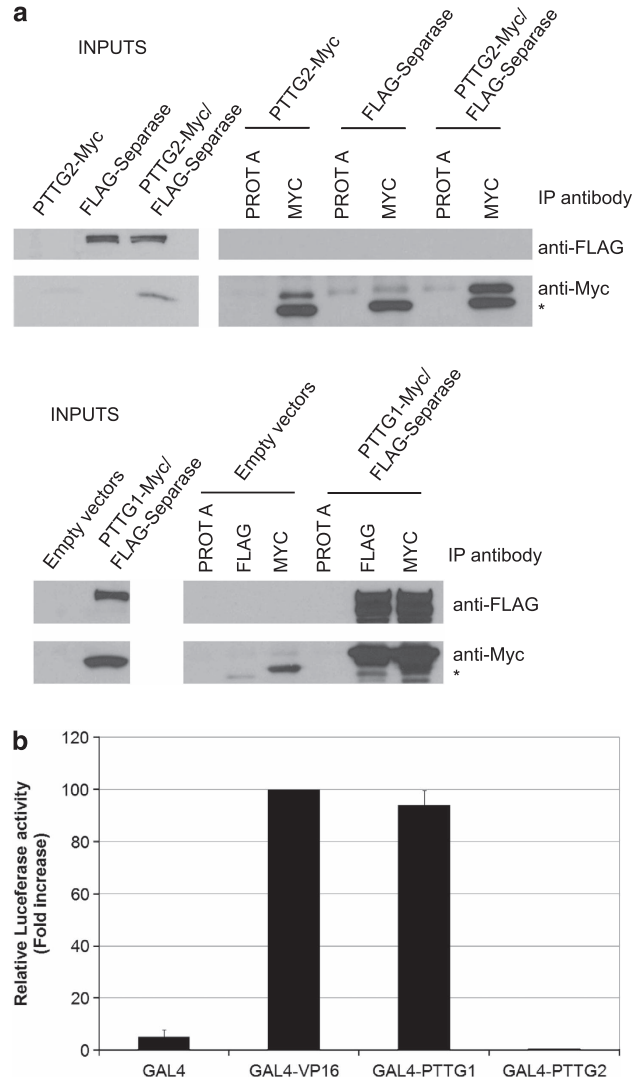 a
INPUTS
PTTG2-Myc
FLAG-Separase
PTTG2-Myc/
FLAG-Separase
PTTG2-Myc
FLAG-Separase
PTTG2-Myc/
FLAG-Separase
PROT A
MYC
PROT A
MYC
PROT A
MYC
IP antibody
anti-FLAG
anti-Myc
*
INPUTS
Empty vectors
PTTG1-Myc/
FLAG-Separase
Empty vectors
PTTG1-Myc/
FLAG-Separase
PROT A
FLAG
MYC
PROT A
FLAG
MYC
IP antibody
anti-FLAG
anti-Myc
*
b
Relative Luceferase activity
(Fold increase)
120
100
80
60
40
20
0
GAL4
GAL4-VP16
GAL4-PTTG1
GAL4-PTTG2